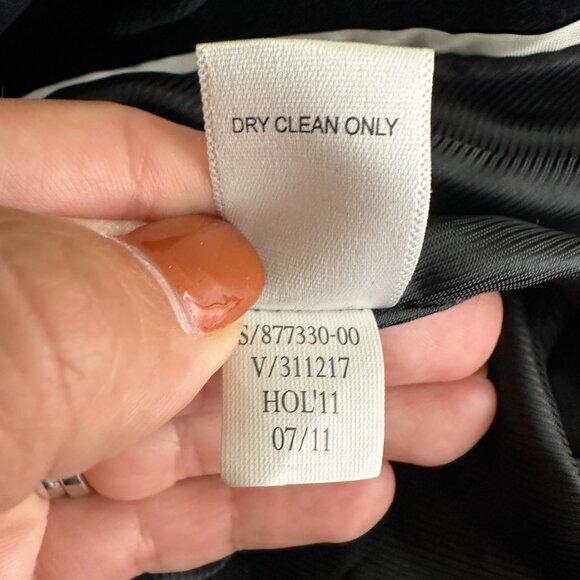 DRY CLEAN ONLY
S/877330-00
V/311217
HOL'11
07/11